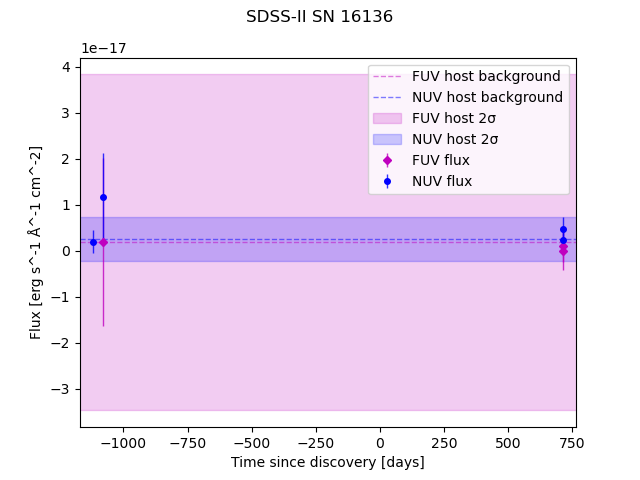 SDSS-II SN 16136
1e−17
4
3
2
1
0
−1
−2
−3
Flux [erg s^-1 Å^-1 cm^-2]
FUV host background
NUV host background
FUV host 2σ
NUV host 2σ
FUV flux
NUV flux
−1000 −750 −500 −250 0 250 500 750
Time since discovery [days]